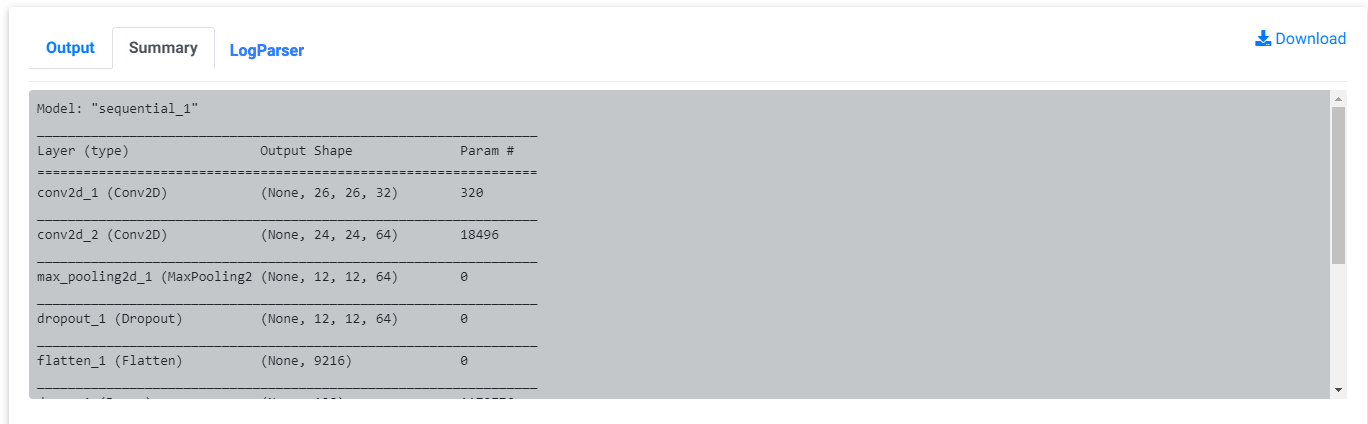 Output Summary LogParser Download
Model: "sequential_1"
_________________________________________________________________
Layer (type)                 Output Shape              Param #
=================================================================
conv2d_1 (Conv2D)            (None, 26, 26, 32)        320
_________________________________________________________________
conv2d_2 (Conv2D)            (None, 24, 24, 64)        18496
_________________________________________________________________
max_pooling2d_1 (MaxPooling2 (None, 12, 12, 64)        0
_________________________________________________________________
dropout_1 (Dropout)          (None, 12, 12, 64)        0
_________________________________________________________________
flatten_1 (Flatten)          (None, 9216)              0
_________________________________________________________________